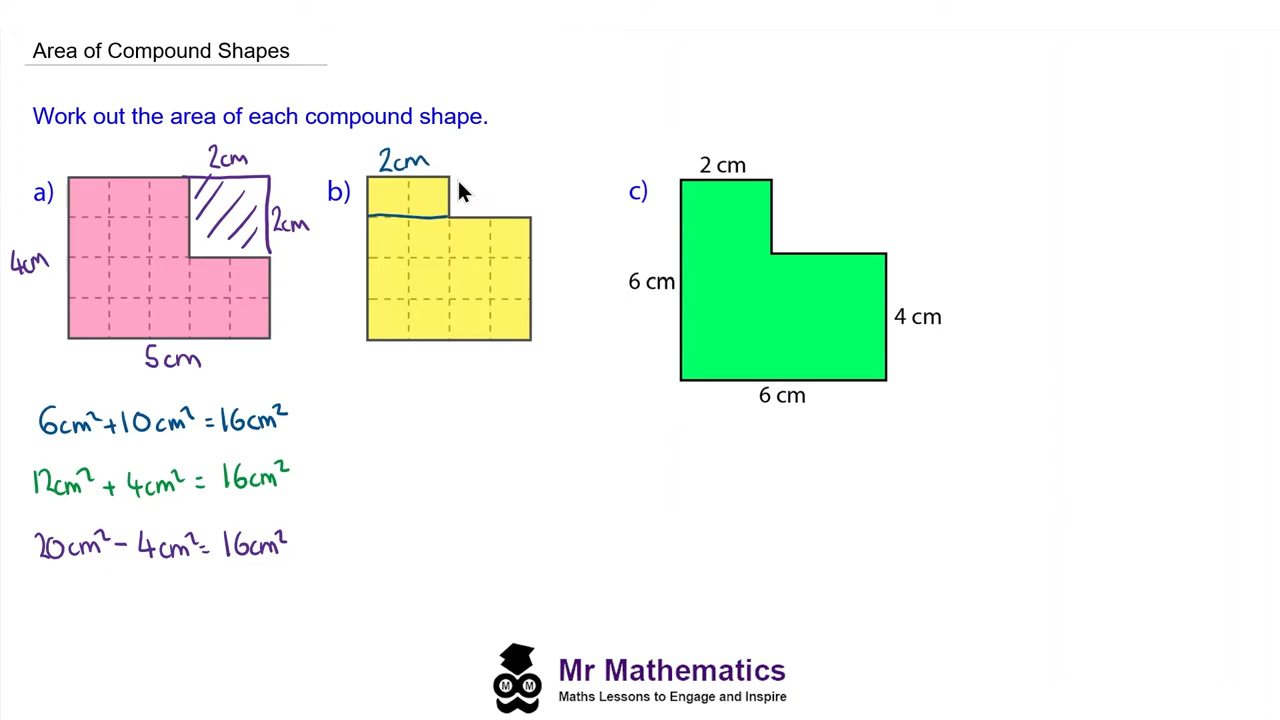 Area of Compound Shapes
Work out the area of each compound shape.
a)
2cm
2cm
4cm
5cm
6cm²+10cm²=16cm²
12cm² + 4cm² = 16cm²
20cm² - 4cm² = 16cm²
b)
2cm
c)
2 cm
6 cm
4 cm
6 cm
M M
Mr Mathematics
Maths Lessons to Engage and Inspire